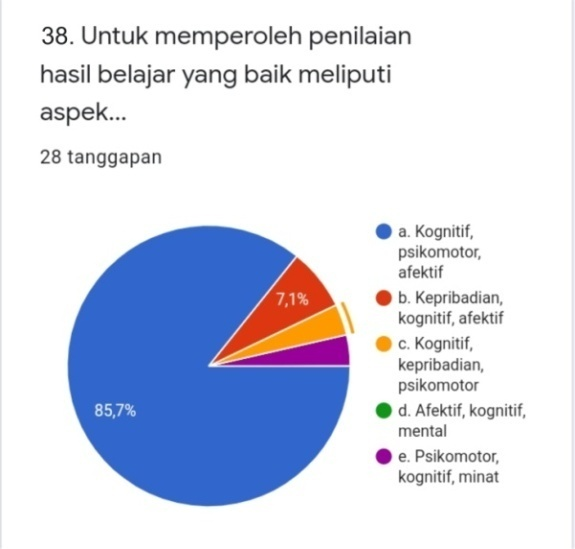 38. Untuk memperoleh penilaian
hasil belajar yang baik meliputi
aspek...
28 tanggapan
a. Kognitif,
psikomotor,
afektif
b. Kepribadian,
kognitif, afektif
c. Kognitif,
kepribadian,
psikomotor
d. Afektif, kognitif,
mental
e. Psikomotor,
kognitif, minat
7,1%
85,7%